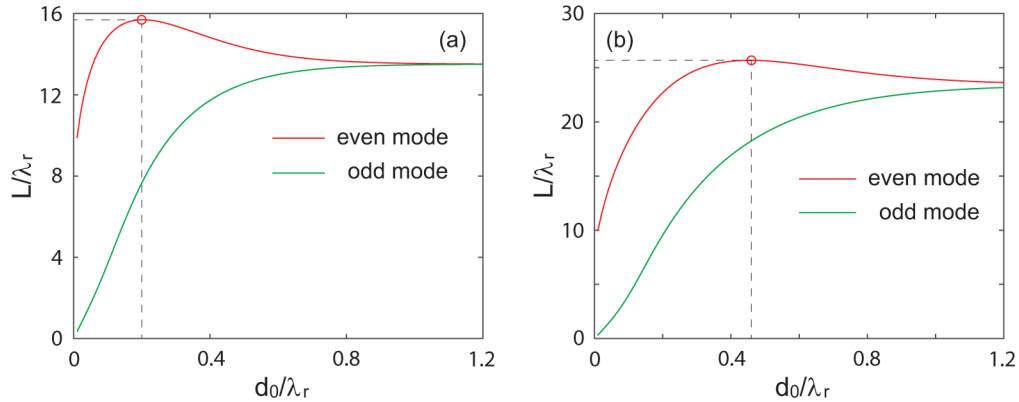 16
12
8
4
0
L/λr
(a)
even mode
odd mode
0
0.4
0.8
1.2
d0/λr
30
20
10
0
L/λr
(b)
even mode
odd mode
0
0.4
0.8
1.2
d0/λr